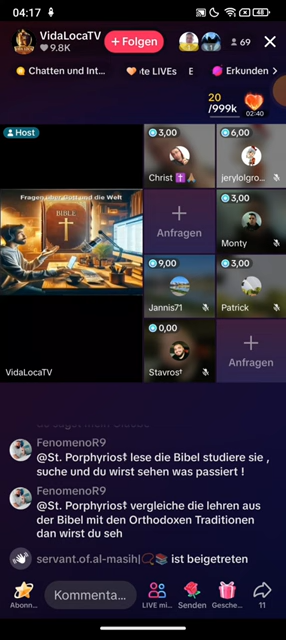 04:17
48
VidaLocaTV
9.8K
+ Folgen
1
69
Chatten und Int...
te LIVEs
E
Erkunden
20
/999k
02:40
Host
3,00
Christ
6,00
jerylolgro...
Fragen über Gott und die Welt
BIBLE
Anfragen
3,00
Monty
9,00
Jannis71
3,00
Patrick
0,00
Stavros☦
Anfragen
VidaLocaTV
FenomenoR9
@St. Porphyrios☦ lese die Bibel studiere sie ,
suche und du wirst sehen was passiert !
FenomenoR9
@St. Porphyrios☦ vergleiche die lehren aus
der Bibel mit den Orthodoxen Traditionen
dan wirst du seh
servant.of.al-masih|📿📚 ist beigetreten
Kommenta...
Abonn...
LIVE mi...
Senden
Gesche...
11